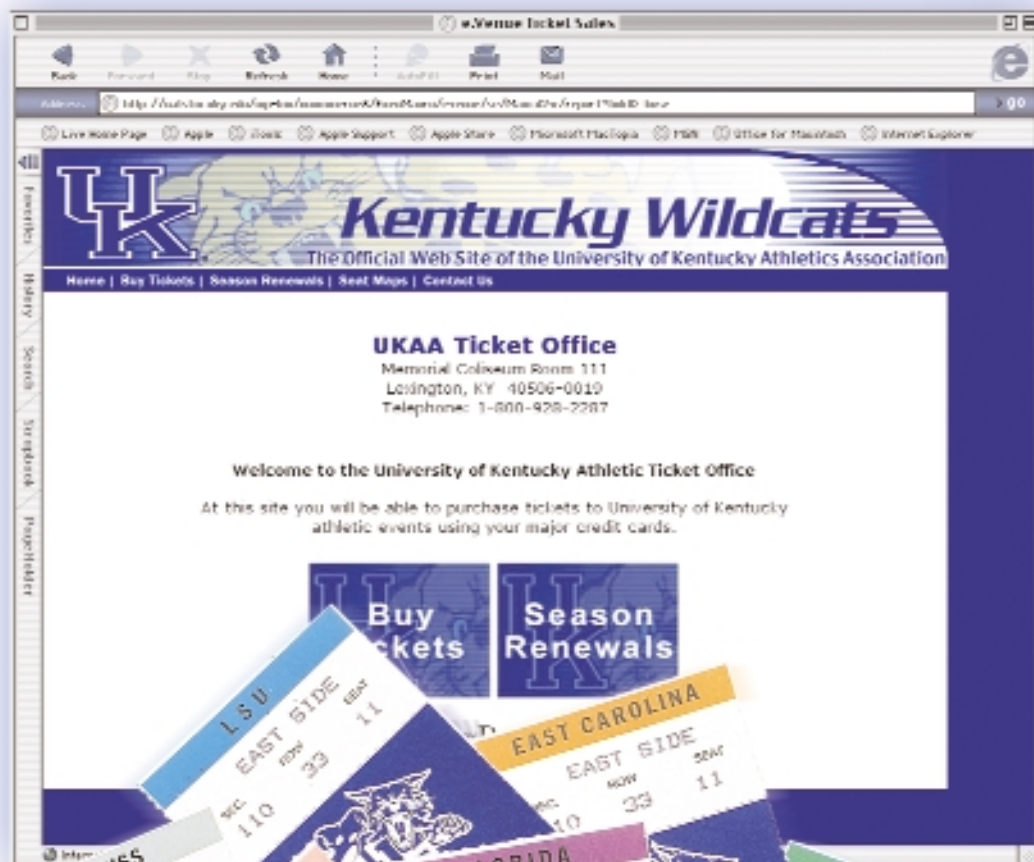 e.Venue Ticket Sales
Back Forward Stop Refresh Home AutoFill Print Mail
Address:
go
Live Home Page Apple iTools Apple Support Apple Store Microsoft MacTopia MSN Office for Macintosh Internet Explorer
Favorites
History
Search
Scrapbook
Page Holder
UK
Kentucky Wildcats
The Official Web Site of the University of Kentucky Athletics Association
Home | Buy Tickets | Season Renewals | Seat Maps | Contact Us
UKAA Ticket Office
Memorial Coliseum Room 111
Lexington, KY 40506-0019
Telephone: 1-800-928-2287
Welcome to the University of Kentucky Athletic Ticket Office
At this site you will be able to purchase tickets to University of Kentucky
athletic events using your major credit cards.
Buy
ckets
Season
Renewals
LSU
EAST SIDE
SEC ROW SEAT
110 33 11
EAST CAROLINA
EAST SIDE
ROW SEAT
10 33 11